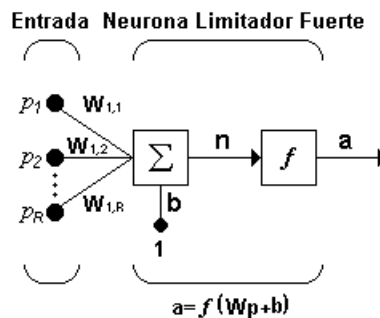 Entrada Neurona Limitador Fuerte
p1 W1,1
p2 W1,2 Σ n f a
pR W1,R b
1
a=f(Wp+b)